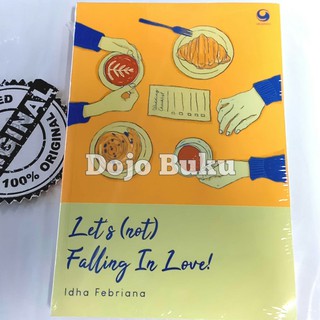 ORIGINAL
100% ORIGINAL
Dojo Buku
Let's (not)
Falling In Love!
Idha Febriana